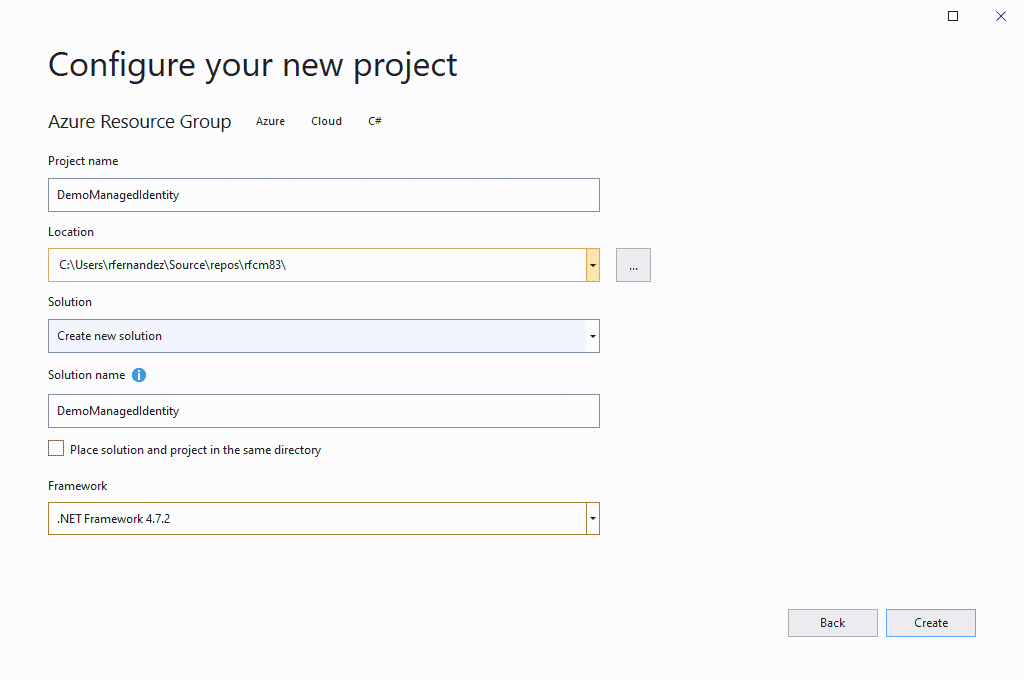 Configure your new project
Azure Resource Group Azure Cloud C#
Project name
DemoManagedIdentity
Location
C:\Users\rfernandez\Source\repos\rfcm83\
...
Solution
Create new solution
Solution name
DemoManagedIdentity
Place solution and project in the same directory
Framework
.NET Framework 4.7.2
Back Create